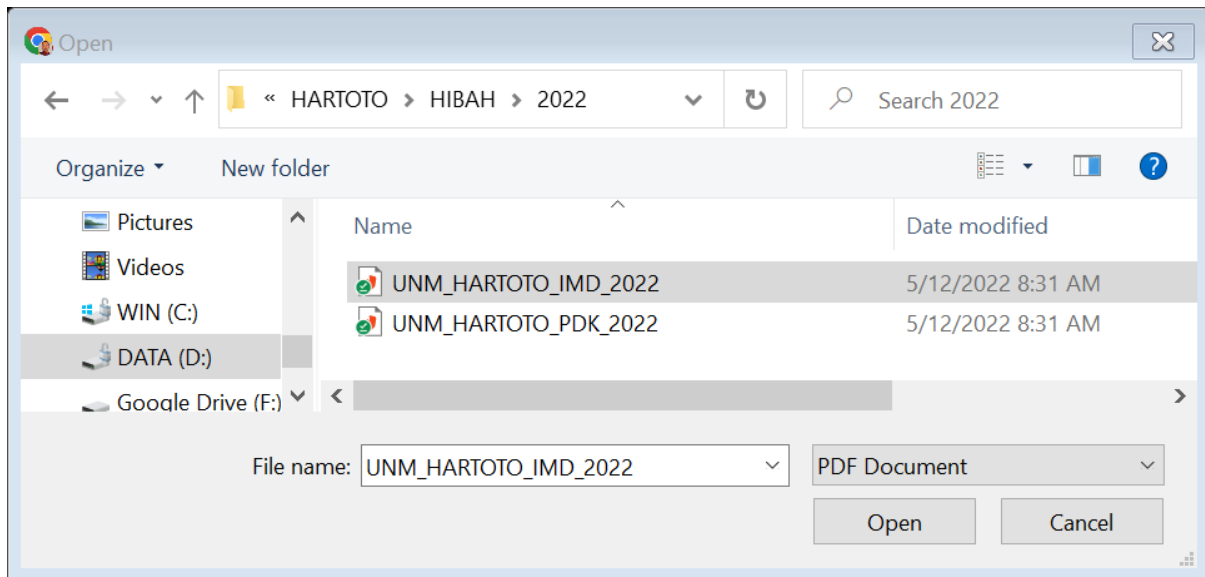 Open
« HARTOTO > HIBAH > 2022
Search 2022
Organize
New folder
?
Name
Date modified
Pictures
Videos
WIN (C:)
DATA (D:)
Google Drive (F:)
UNM_HARTOTO_IMD_2022 5/12/2022 8:31 AM
UNM_HARTOTO_PDK_2022 5/12/2022 8:31 AM
File name: UNM_HARTOTO_IMD_2022
PDF Document
Open
Cancel